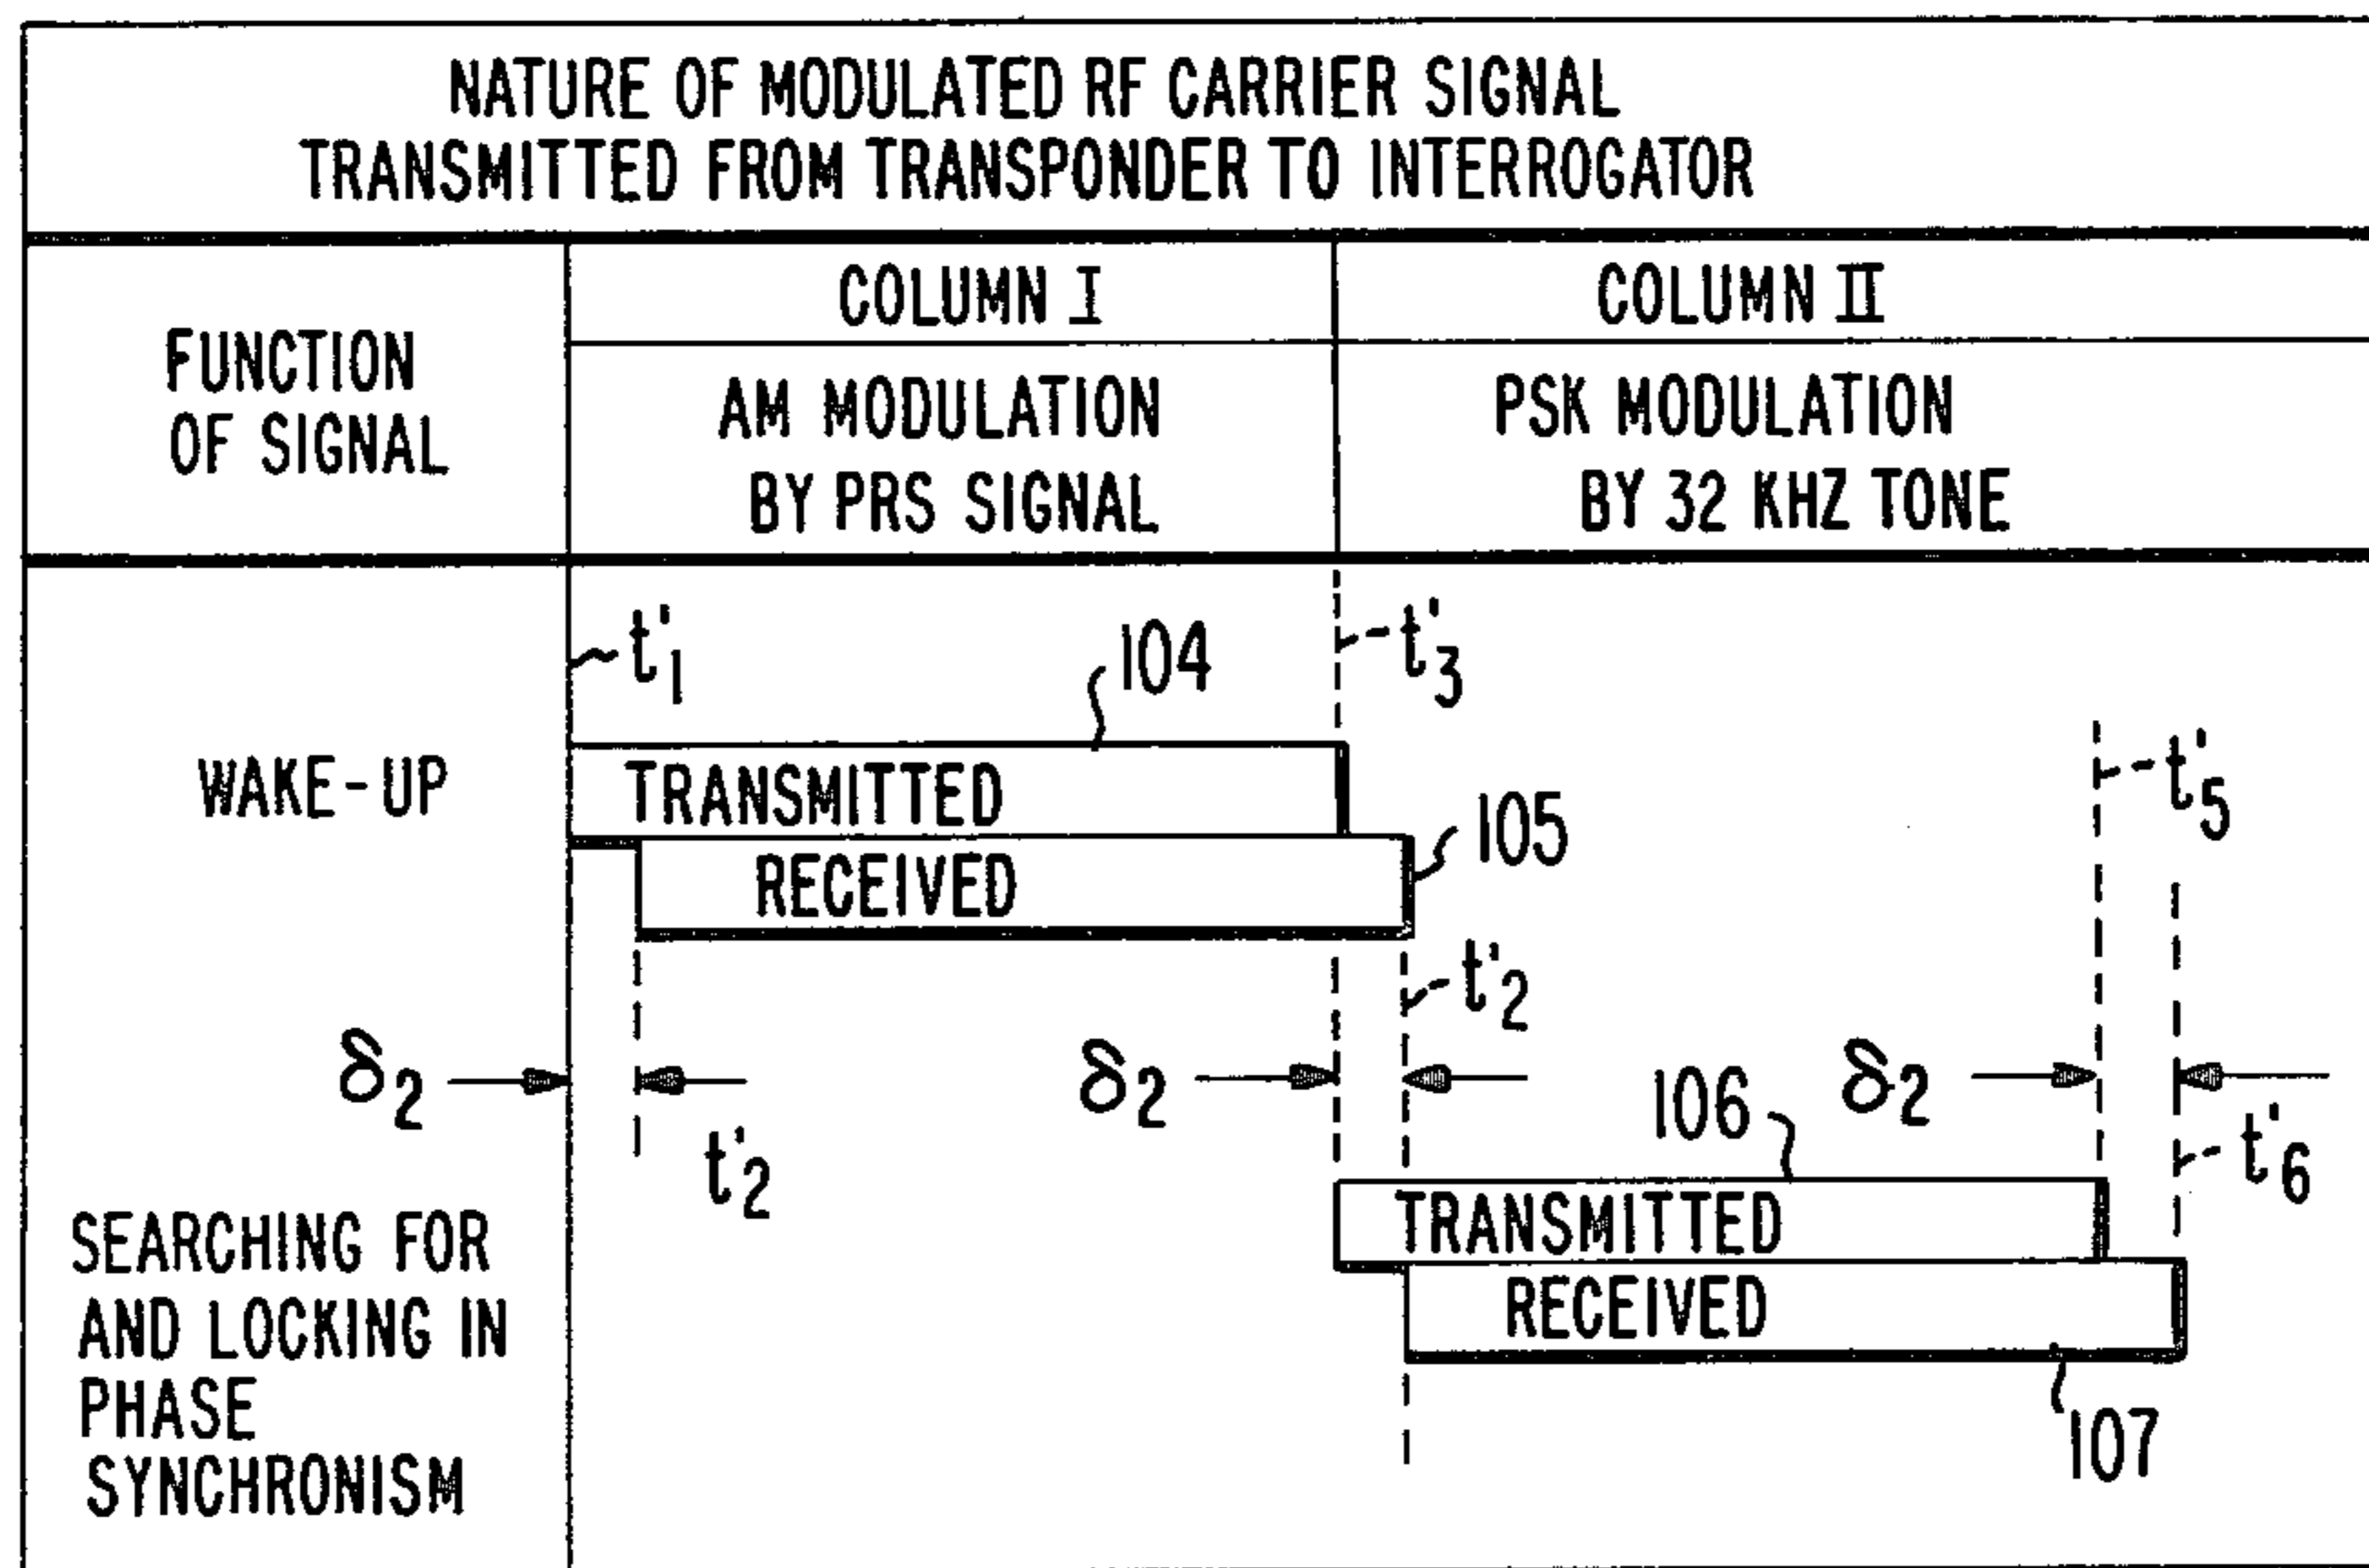 NATURE OF MODULATED RF CARRIER SIGNAL
TRANSMITTED FROM TRANSPONDER TO INTERROGATOR
FUNCTION
OF SIGNAL
COLUMN I
AM MODULATION
BY PRS SIGNAL
COLUMN II
PSK MODULATION
BY 32 KHZ TONE
t'1
104
t'3
WAKE-UP
TRANSMITTED
RECEIVED
105
t'5
t'2
δ2
t'2
δ2
δ2
t'6
106
SEARCHING FOR
AND LOCKING IN
PHASE
SYNCHRONISM
TRANSMITTED
RECEIVED
107